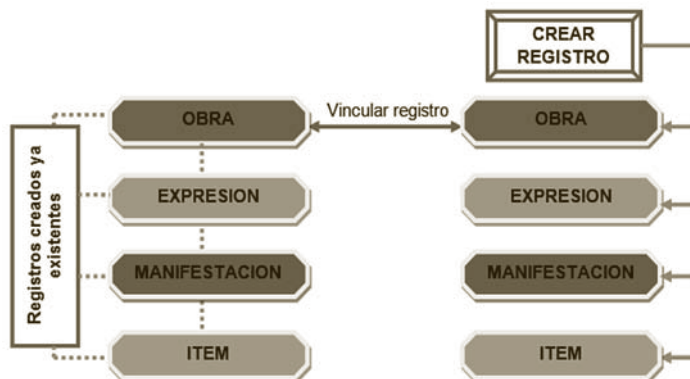 CREAR
REGISTRO
OBRA
Vincular registro
OBRA
EXPRESION
EXPRESION
MANIFESTACION
MANIFESTACION
ITEM
ITEM
Registros creados ya
existentes